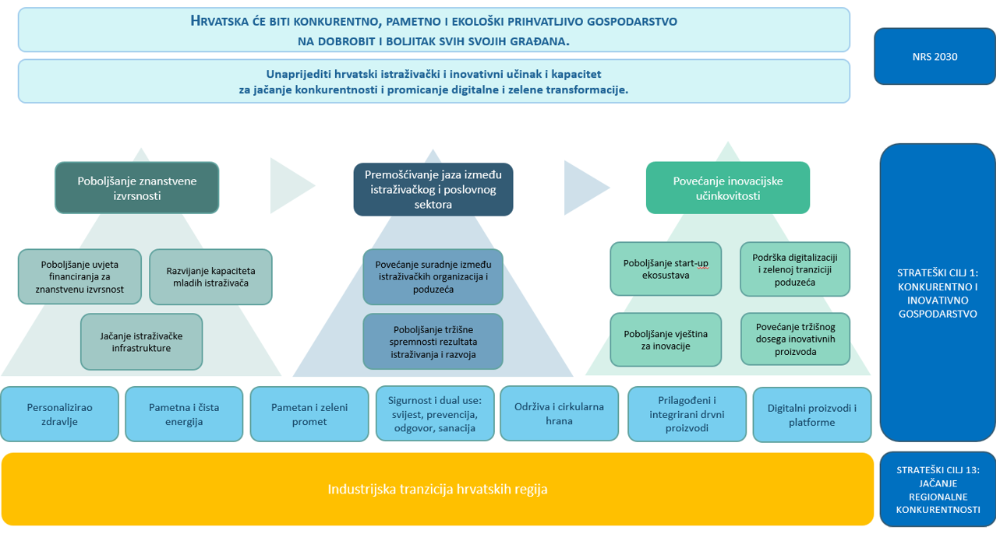 HRVATSKA ĆE BITI KONKURENTNO, PAMETNO I EKOLOŠKI PRIHVATLJIVO GOSPODARSTVO
NA DOBROBIT I BOLJITAK SVIH SVOJIH GRAĐANA.
NRS 2030
Unaprijediti hrvatski istraživački i inovativni učinak i kapacitet
za jačanje konkurentnosti i promicanje digitalne i zelene transformacije.
Poboljšanje znanstvene
izvrsnosti
Premošćivanje jaza između
istraživačkog i poslovnog
sektora
Povećanje inovacijske
učinkovitosti
Poboljšanje uvjeta
financiranja za
znanstvenu izvrsnost
Razvijanje kapaciteta
mladih istraživača
Jačanje istraživačke
infrastrukture
Povećanje suradnje između
istraživačkih organizacija i
poduzeća
Poboljšanje tržišne
spremnosti rezultata
istraživanja i razvoja
Poboljšanje start-up
ekosustava
Podrška digitalizaciji
i zelenoj tranziciji
poduzeća
Poboljšanje vještina
za inovacije
Povećanje tržišnog
dosega inovativnih
proizvoda
STRATEŠKI CILJ 1:
KONKURENTNO I
INOVATIVNO
GOSPODARSTVO
Personalizirao
zdravlje
Pametna i čista
energija
Pametan i zeleni
promet
Sigurnost i dual use:
svijest, prevencija,
odgovor, sanacija
Održiva i cirkularna
hrana
Prilagođeni i
integrirani drvni
proizvodi
Digitalni proizvodi i
platforme
Industrijska tranzicija hrvatskih regija
STRATEŠKI CILJ 13:
JAČANJE
REGIONALNE
KONKURENTNOSTI